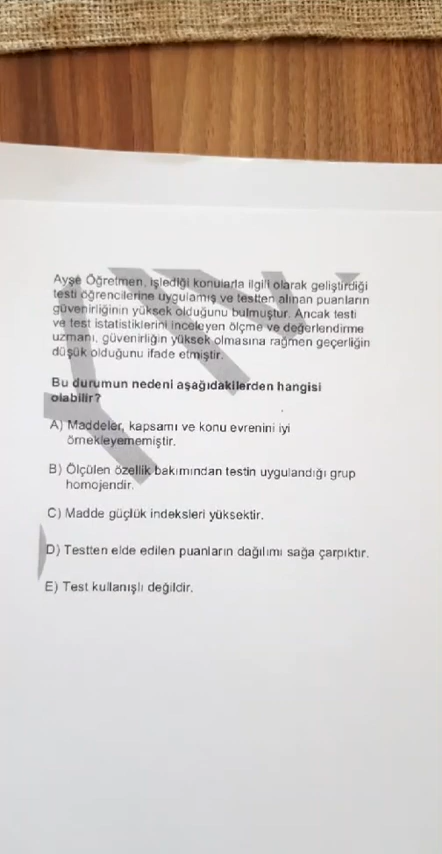 Ayşe Öğretmen, işlediği konularla ilgili olarak geliştirdiği
testi öğrencilerine uygulamış ve testten alınan puanların
güvenirliğinin yüksek olduğunu bulmuştur. Ancak testi
ve test istatistiklerini inceleyen ölçme ve değerlendirme
uzmanı, güvenirliğin yüksek olmasına rağmen geçerliğin
düşük olduğunu ifade etmiştir.
Bu durumun nedeni aşağıdakilerden hangisi
olabilir?
A) Maddeler, kapsamı ve konu evrenini iyi
örnekleyememiştir.
B) Ölçülen özellik bakımından testin uygulandığı grup
homojendir.
C) Madde güçlük indeksleri yüksektir.
D) Testten elde edilen puanların dağılımı sağa çarpıktır.
E) Test kullanışlı değildir.